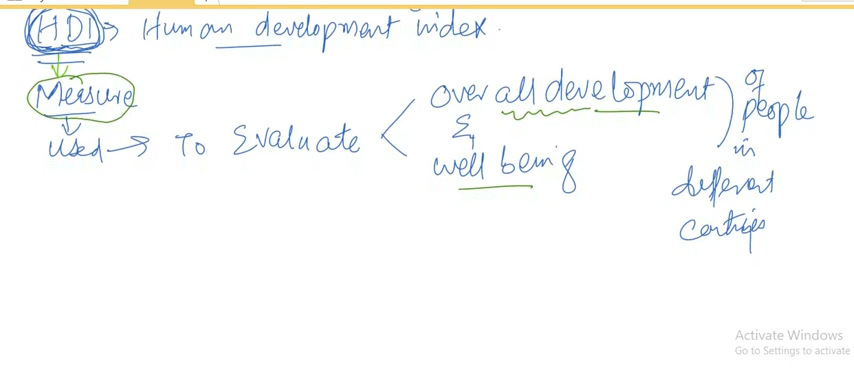 HDI → Human development index.
Measure
used → To Evaluate < Over all development & well being ) of people in different
Activate Windows
Go to Settings to activate